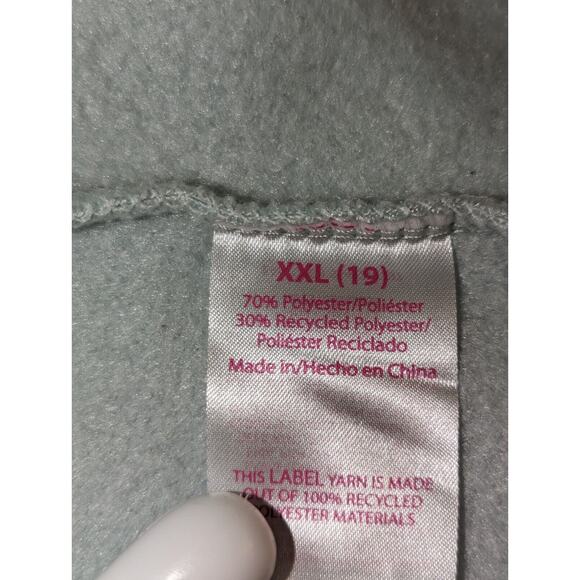 XXL (19)
70% Polyester/Poliéster
30% Recycled Polyester/
Poliéster Reciclado
Made in/Hecho en China
THIS LABEL YARN IS MADE
OUT OF 100% RECYCLED
POLYESTER MATERIALS